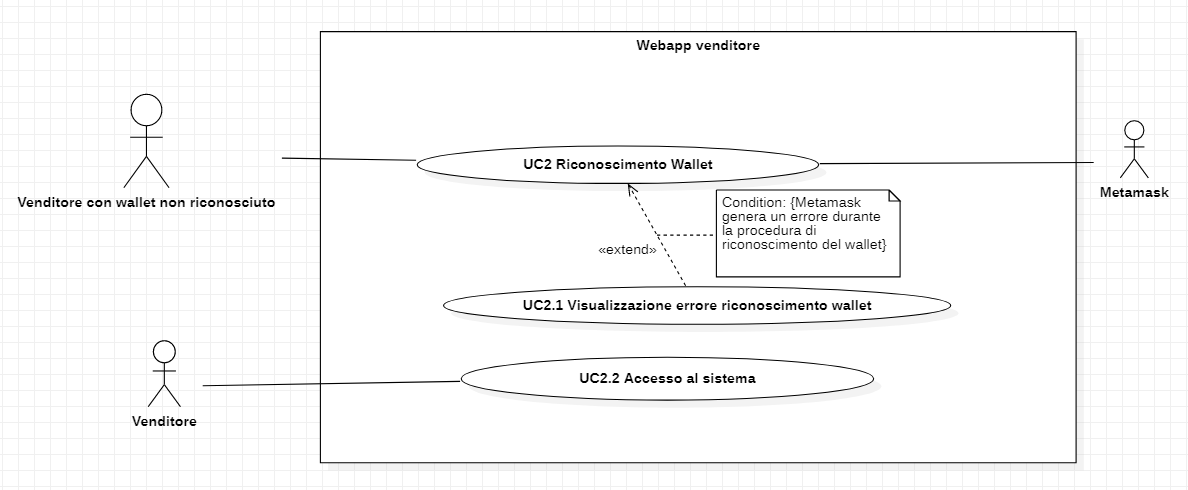 Webapp venditore
UC2 Riconoscimento Wallet
Venditore con wallet non riconosciuto
Metamask
Condition: {Metamask
genera un errore durante
la procedura di
riconoscimento del wallet}
«extend»
UC2.1 Visualizzazione errore riconoscimento wallet
UC2.2 Accesso al sistema
Venditore